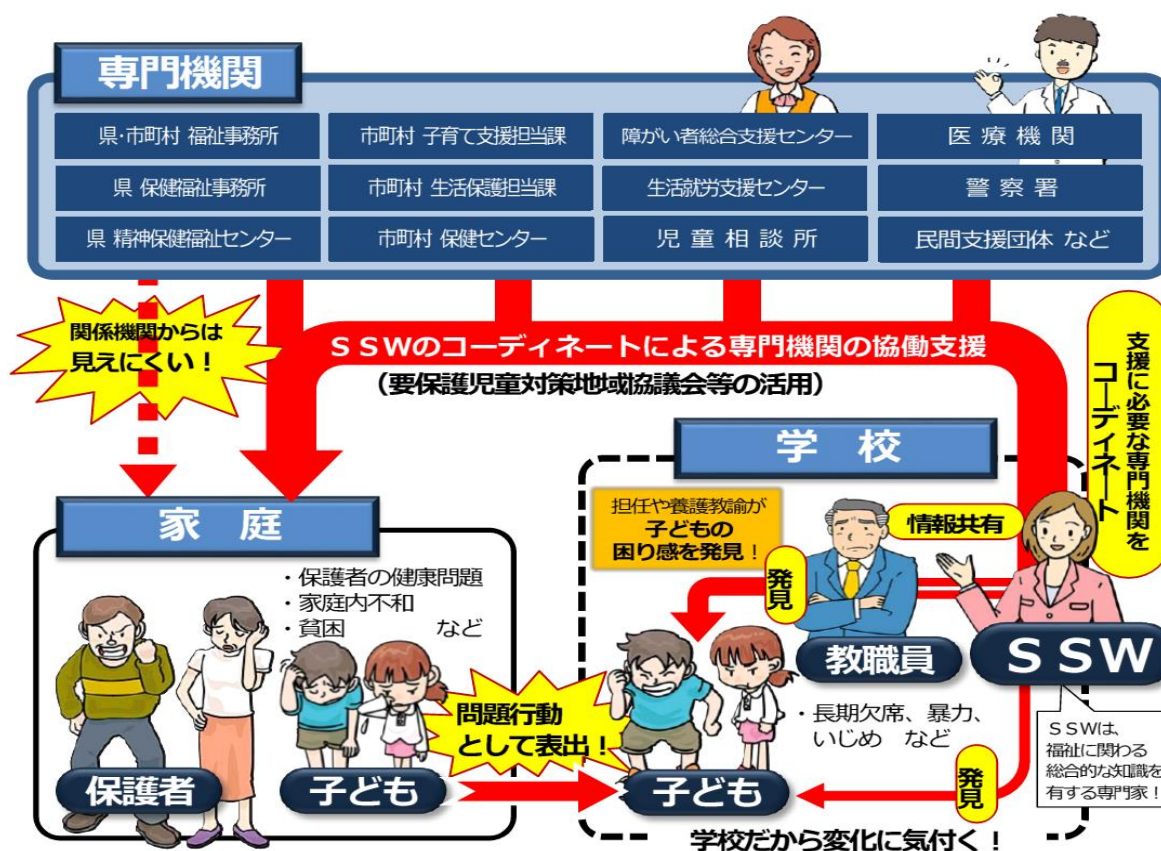 専門機関
県・市町村 福祉事務所
市町村 子育て支援担当課
障がい者総合支援センター
医療機関
県 保健福祉事務所
市町村 生活保護担当課
生活就労支援センター
警察署
県 精神保健福祉センター
市町村 保健センター
児童相談所
民間支援団体 など
関係機関からは
見えにくい！
ＳＳＷのコーディネートによる専門機関の協働支援
（要保護児童対策地域協議会等の活用）
支援に必要な専門機関を
コーディネート
学校
担任や養護教諭が
子どもの
困り感を発見！
情報共有
発見
家庭
・保護者の健康問題
・家庭内不和
・貧困 など
教職員
ＳＳＷ
問題行動
として表出！
・長期欠席、暴力、
いじめ など
ＳＳＷは、
福祉に関わる
総合的な知識を
有する専門家！
保護者
子ども
子ども
発見
学校だから変化に気付く！